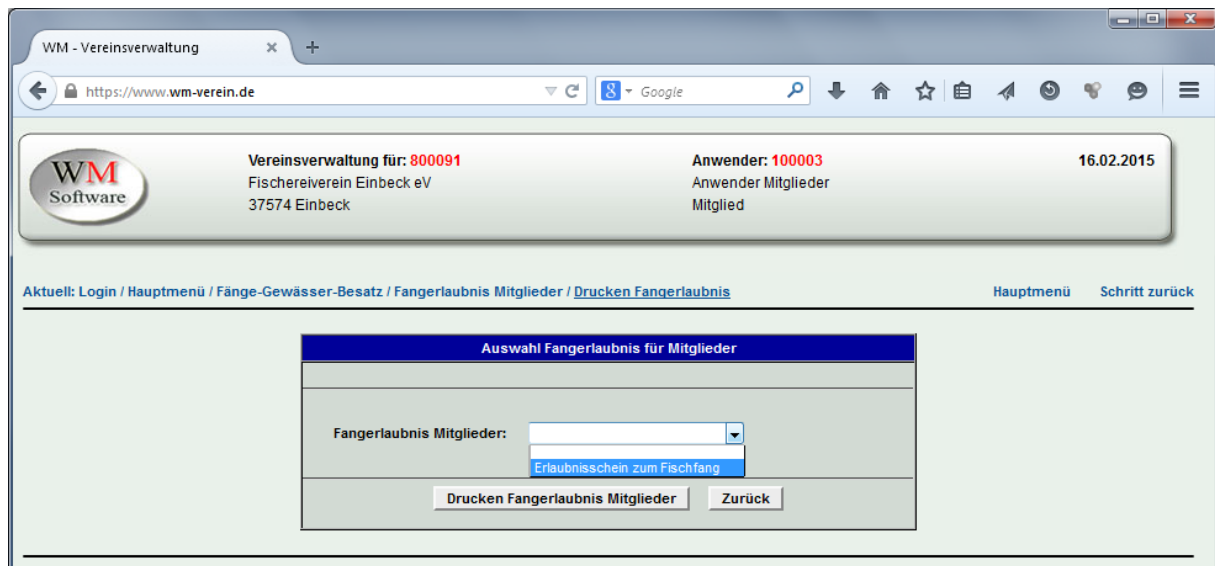 WM - Vereinsverwaltung
https://www.wm-verein.de
8 Google
WM
Software
Vereinsverwaltung für: 800091
Fischereiverein Einbeck eV
37574 Einbeck
Anwender: 100003
Anwender Mitglieder
Mitglied
16.02.2015
Aktuell: Login / Hauptmenü / Fänge-Gewässer-Besatz / Fangerlaubnis Mitglieder / Drucken Fangerlaubnis
Hauptmenü Schritt zurück
Auswahl Fangerlaubnis für Mitglieder
Fangerlaubnis Mitglieder:
Erlaubnisschein zum Fischfang
Drucken Fangerlaubnis Mitglieder Zurück